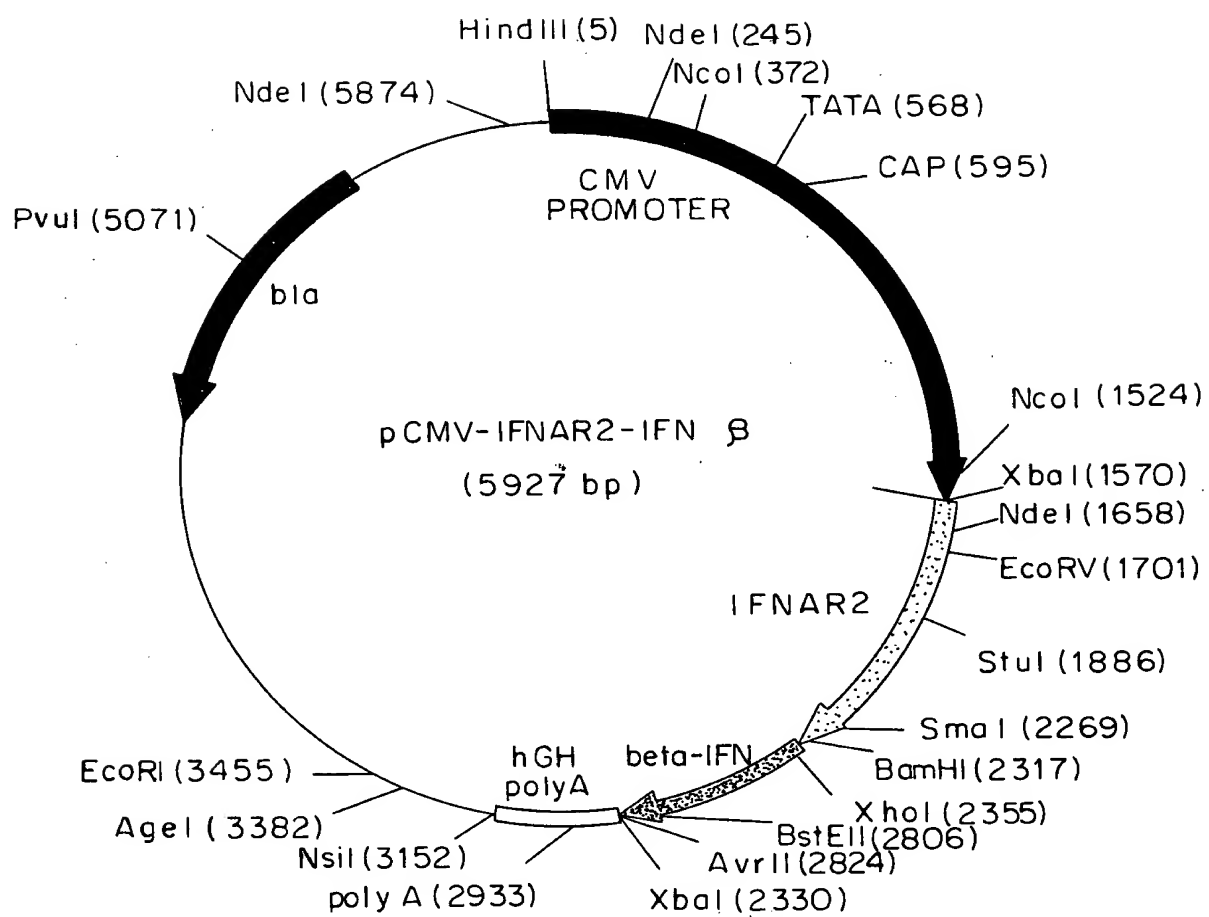 HindIII (5)
NdeI (245)
NcoI (372)
NdeI (5874)
TATA (568)
CAP (595)
CMV
PROMOTER
PvuI (5071)
bla
NcoI (1524)
pCMV-IFNAR2-IFN β
(5927 bp)
XbaI (1570)
NdeI (1658)
EcoRV (1701)
IFNAR2
StuI (1886)
SmaI (2269)
hGH
polyA
beta-IFN
BamHI (2317)
EcoRI (3455)
XhoI (2355)
AgeI (3382)
BstEII (2806)
NsiI (3152)
AvrII (2824)
poly A (2933)
XbaI (2330)